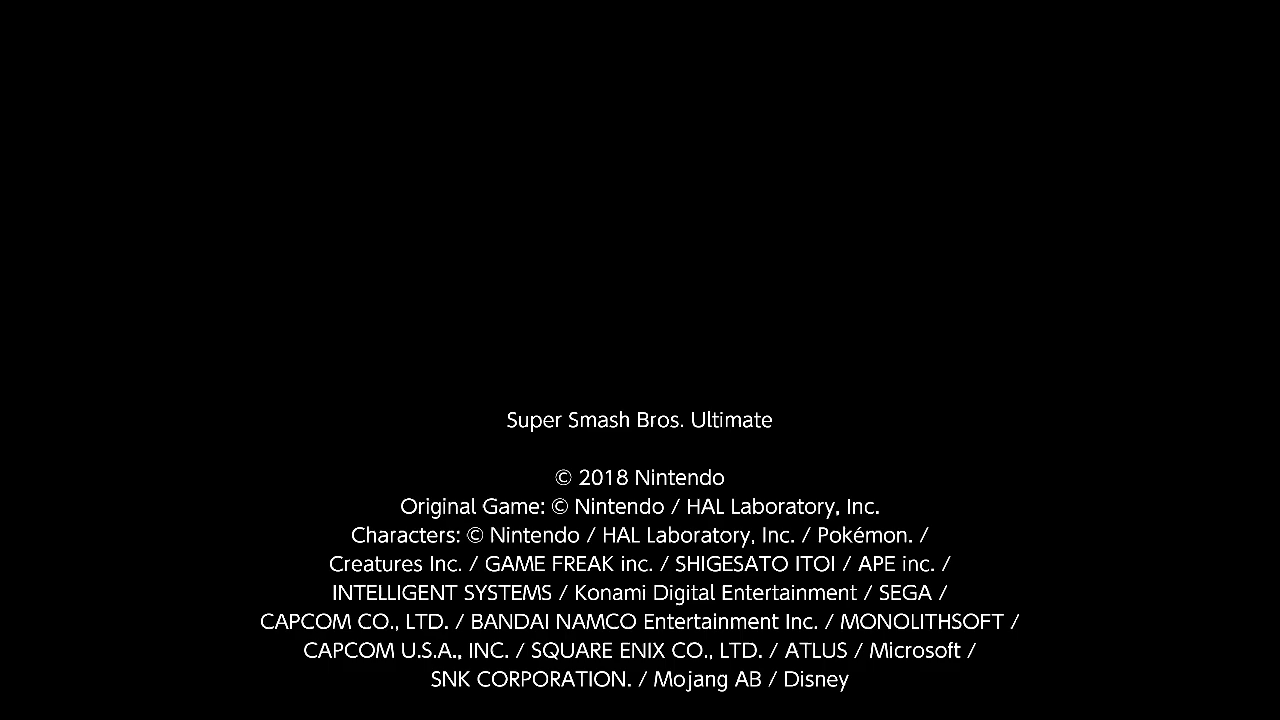 Super Smash Bros. Ultimate
© 2018 Nintendo
Original Game: © Nintendo / HAL Laboratory, Inc.
Characters: © Nintendo / HAL Laboratory, Inc. / Pokémon. /
Creatures Inc. / GAME FREAK inc. / SHIGESATO ITOI / APE inc. /
INTELLIGENT SYSTEMS / Konami Digital Entertainment / SEGA /
CAPCOM CO., LTD. / BANDAI NAMCO Entertainment Inc. / MONOLITHSOFT /
CAPCOM U.S.A., INC. / SQUARE ENIX CO., LTD. / ATLUS / Microsoft /
SNK CORPORATION. / Mojang AB / Disney